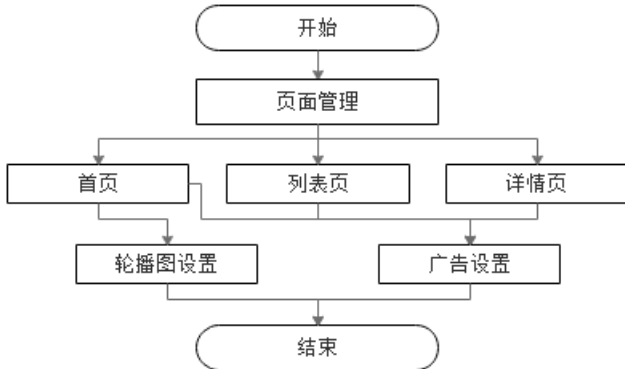 开始
页面管理
首页
列表页
详情页
轮播图设置
广告设置
结束